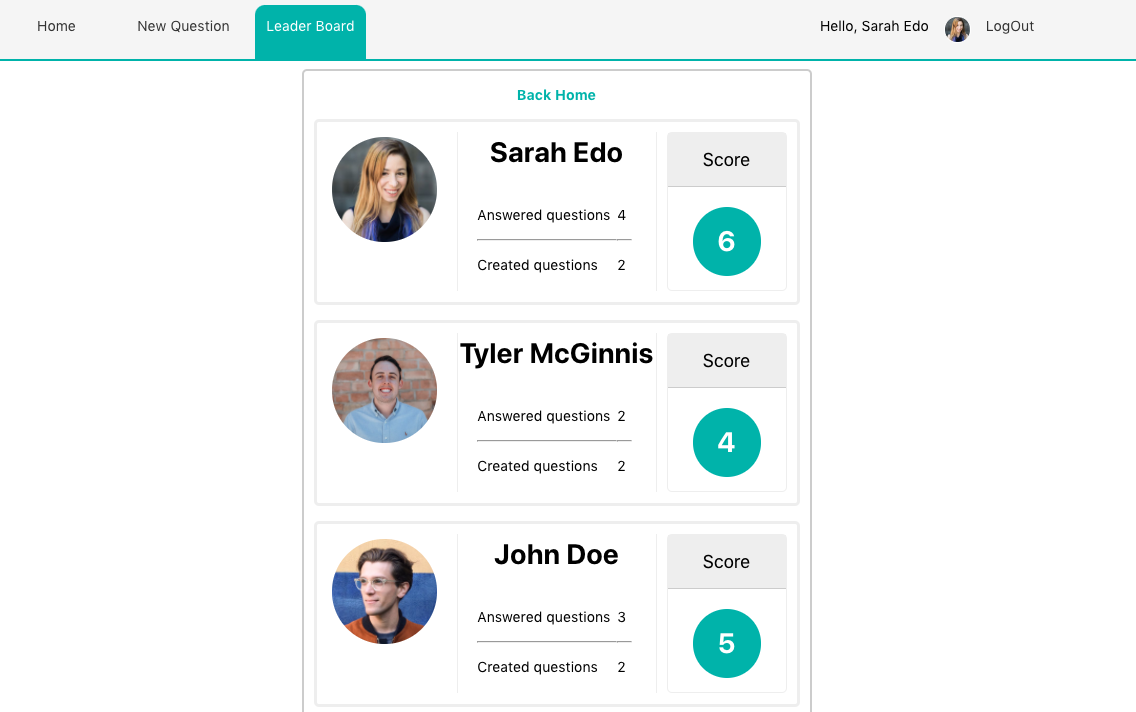 Home New Question Leader Board Hello, Sarah Edo LogOut
Back Home
Sarah Edo
Answered questions 4
Created questions 2
Score
6
Tyler McGinnis
Answered questions 2
Created questions 2
Score
4
John Doe
Answered questions 3
Created questions 2
Score
5